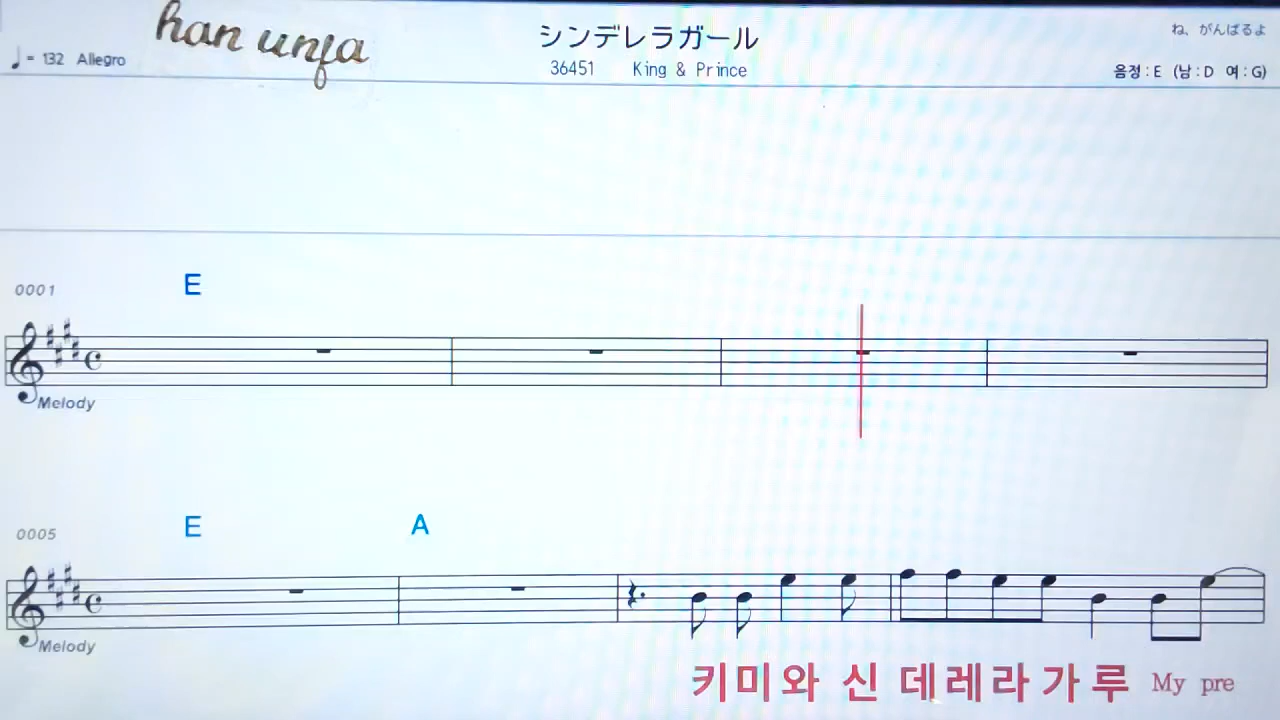 han unfa
シンデレラガール
ね、がんばるよ
♩= 132 Allegro
36451 King & Prince
음정 : E (남 : D 여 : G)
0001 E
Melody
0005 E A
Melody
키미와 신데레라가루 My pre